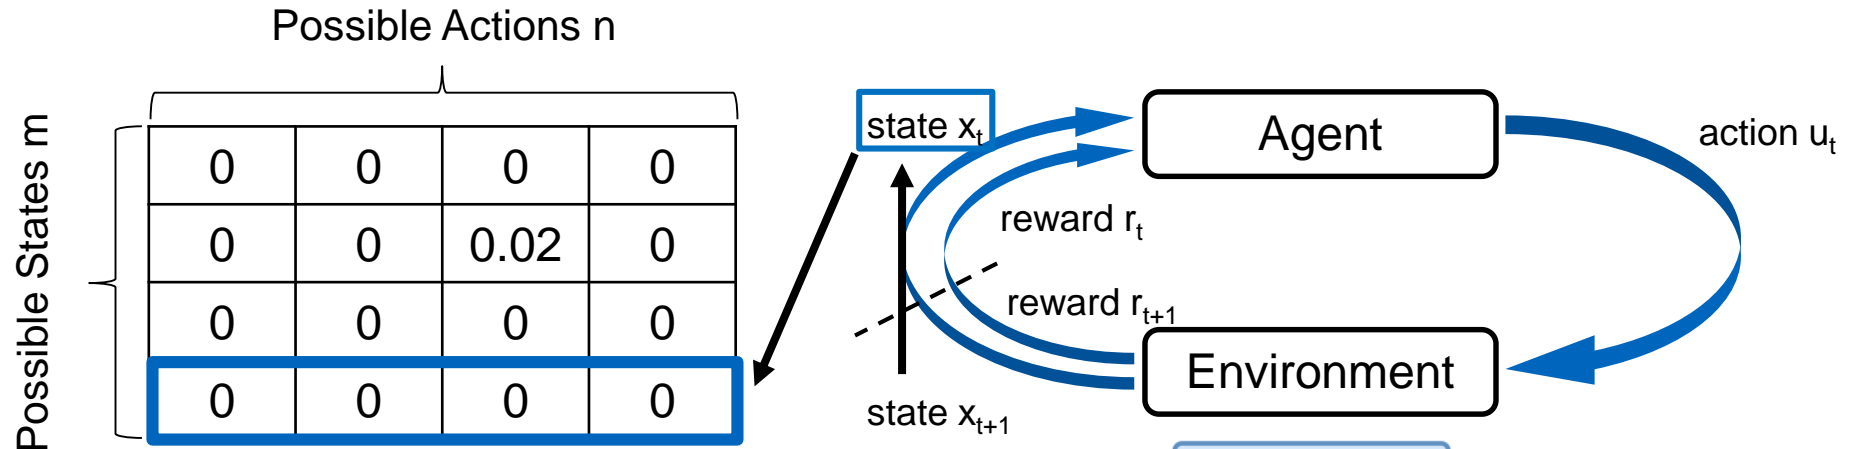 Possible Actions n
Possible States m
0 0 0 0
0 0 0.02 0
0 0 0 0
0 0 0 0
state xt
Agent
action ut
reward rt
reward rt+1
Environment
state xt+1